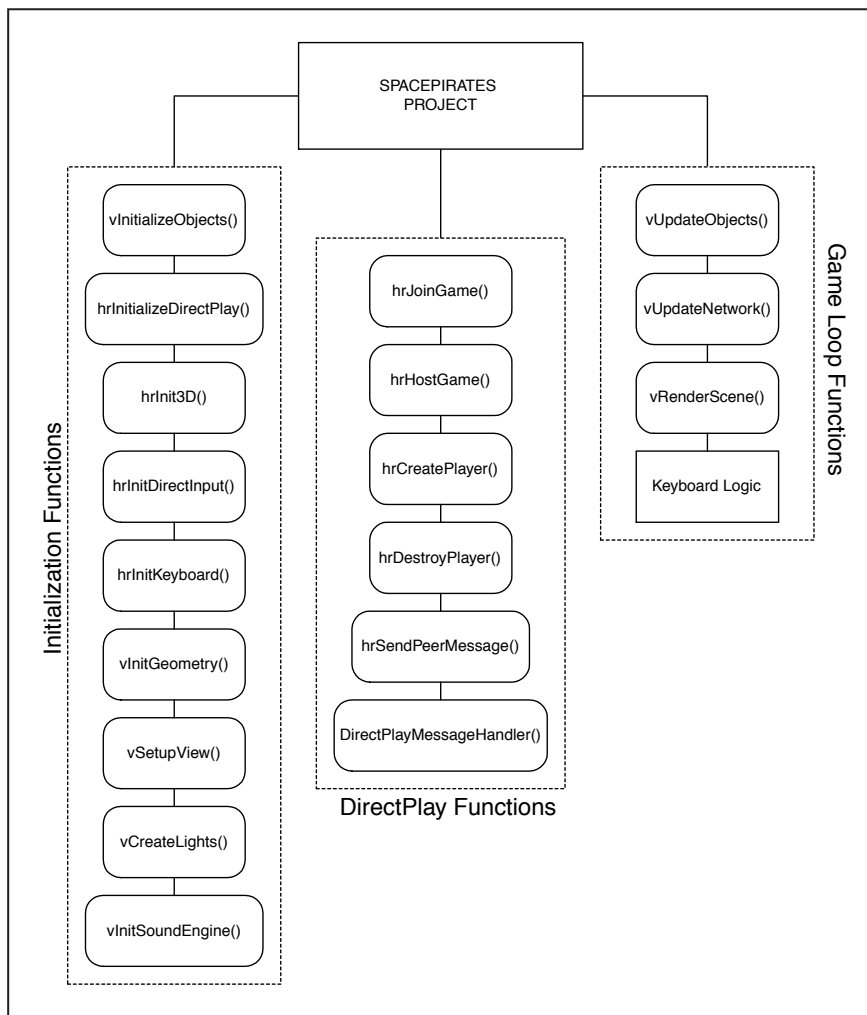 SPACEPIRATES
PROJECT
Initialization Functions
vInitializeObjects()
hrInitializeDirectPlay()
hrInit3D()
hrInitDirectInput()
hrInitKeyboard()
vInitGeometry()
vSetupView()
vCreateLights()
vInitSoundEngine()
hrJoinGame()
hrHostGame()
hrCreatePlayer()
hrDestroyPlayer()
hrSendPeerMessage()
DirectPlayMessageHandler()
DirectPlay Functions
vUpdateObjects()
vUpdateNetwork()
vRenderScene()
Keyboard Logic
Game Loop Functions